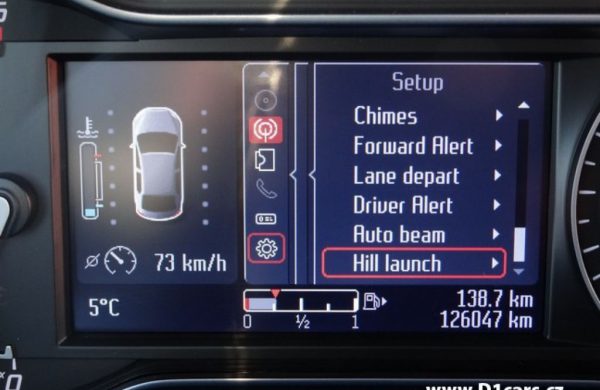 Setup
Chimes
Forward Alert
Lane depart
Driver Alert
Auto beam
Hill launch
73 km/h
5°C
0 ½ 1
138.7 km
126047 km
www.D1cars.cz